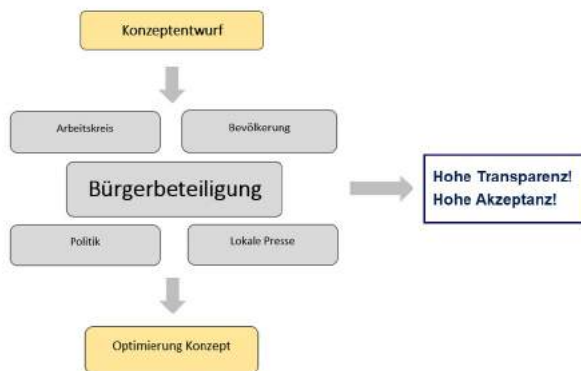 Konzeptentwurf
Arbeitskreis
Bevölkerung
Bürgerbeteiligung
Hohe Transparenz!
Hohe Akzeptanz!
Politik
Lokale Presse
Optimierung Konzept